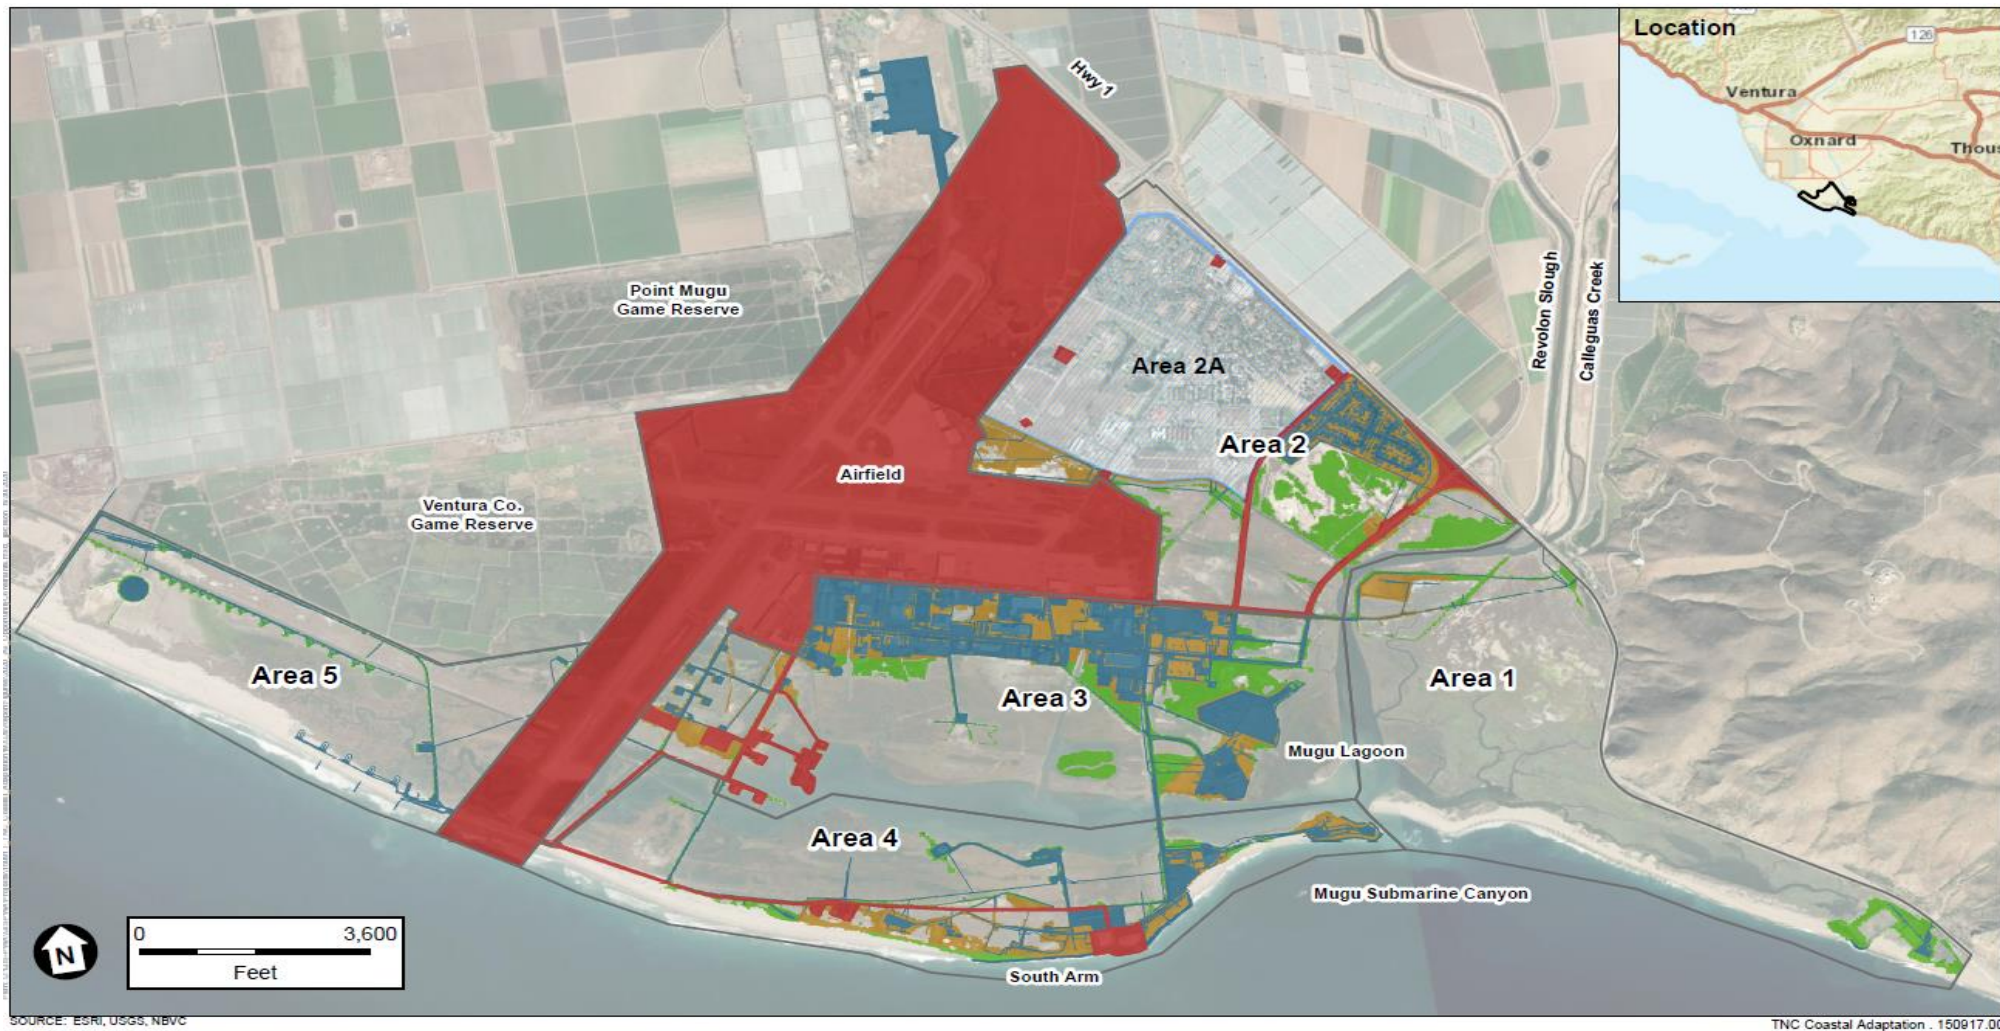 Location
126
Ventura
Oxnard
Thous
Hwy 1
Point Mugu
Game Reserve
Revolon Slough
Calleguas Creek
Area 2A
Area 2
Airfield
Ventura Co.
Game Reserve
Area 5
Area 3
Area 1
Mugu Lagoon
Area 4
Mugu Submarine Canyon
South Arm
N
0 3,600
Feet
SOURCE: ESRI, USGS, NBVC
TNC Coastal Adaptation . 150917.00